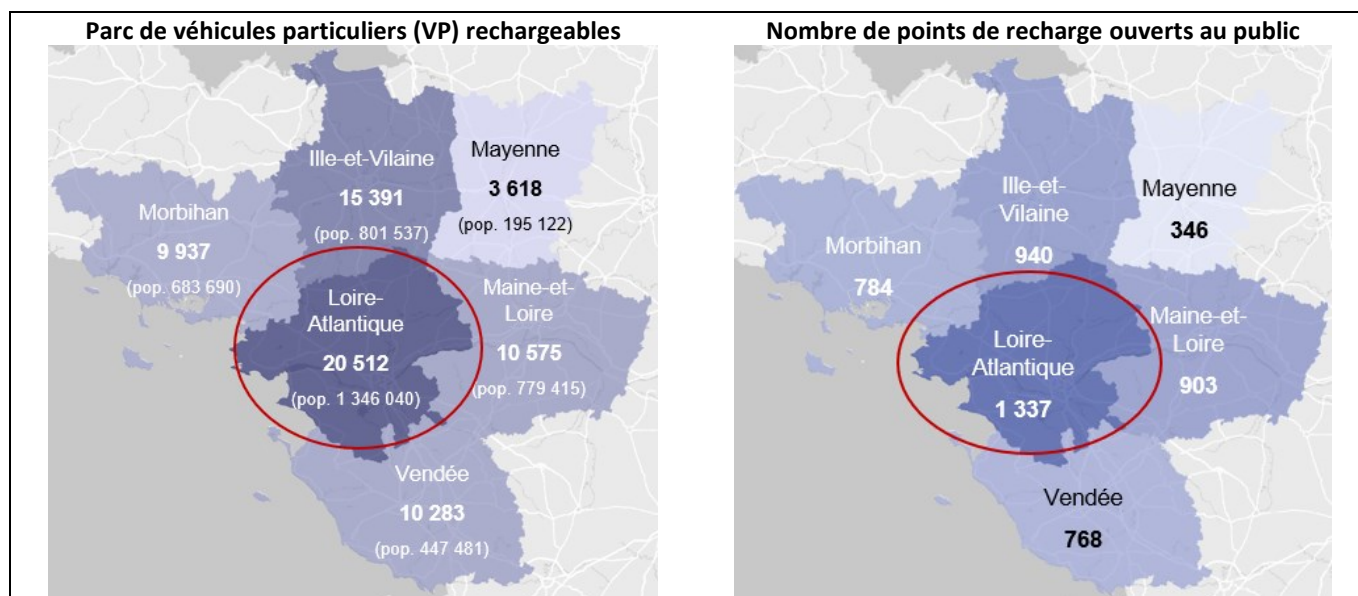 Parc de véhicules particuliers (VP) rechargeables
Ille-et-Vilaine
15 391
(pop. 801 537)
Mayenne
3 618
(pop. 195 122)
Morbihan
9 937
(pop. 683 690)
Loire-
Atlantique
20 512
(pop. 1 346 040)
Maine-et-
Loire
10 575
(pop. 779 415)
Vendée
10 283
(pop. 447 481)
Nombre de points de recharge ouverts au public
Ille-et-
Vilaine
940
Mayenne
346
Morbihan
784
Loire-
Atlantique
1 337
Maine-et-
Loire
903
Vendée
768